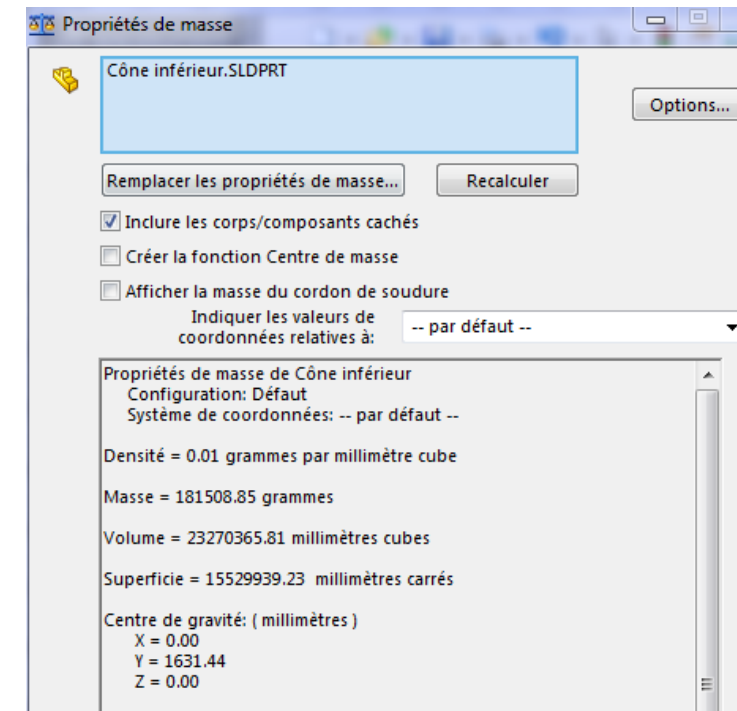 Propriétés de masse
Cône inférieur.SLDPRT
Options...
Remplacer les propriétés de masse...
Recalculer
Inclure les corps/composants cachés
Créer la fonction Centre de masse
Afficher la masse du cordon de soudure
Indiquer les valeurs de
coordonnées relatives à:
-- par défaut --
Propriétés de masse de Cône inférieur
Configuration: Défaut
Système de coordonnées: -- par défaut --
Densité = 0.01 grammes par millimètre cube
Masse = 181508.85 grammes
Volume = 23270365.81 millimètres cubes
Superficie = 15529939.23 millimètres carrés
Centre de gravité: ( millimètres )
X = 0.00
Y = 1631.44
Z = 0.00